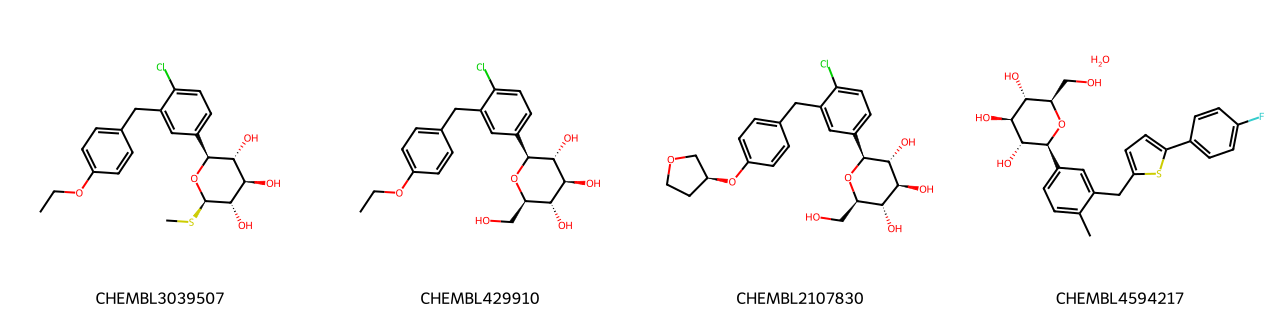 Cl
OH
OH
OH
O
S
O
Cl
OH
OH
OH
O
HO
O
Cl
OH
OH
OH
O
HO
O
O
H₂O
HO
OH
HO
O
HO
F
S
CHEMBL3039507
CHEMBL429910
CHEMBL2107830
CHEMBL4594217